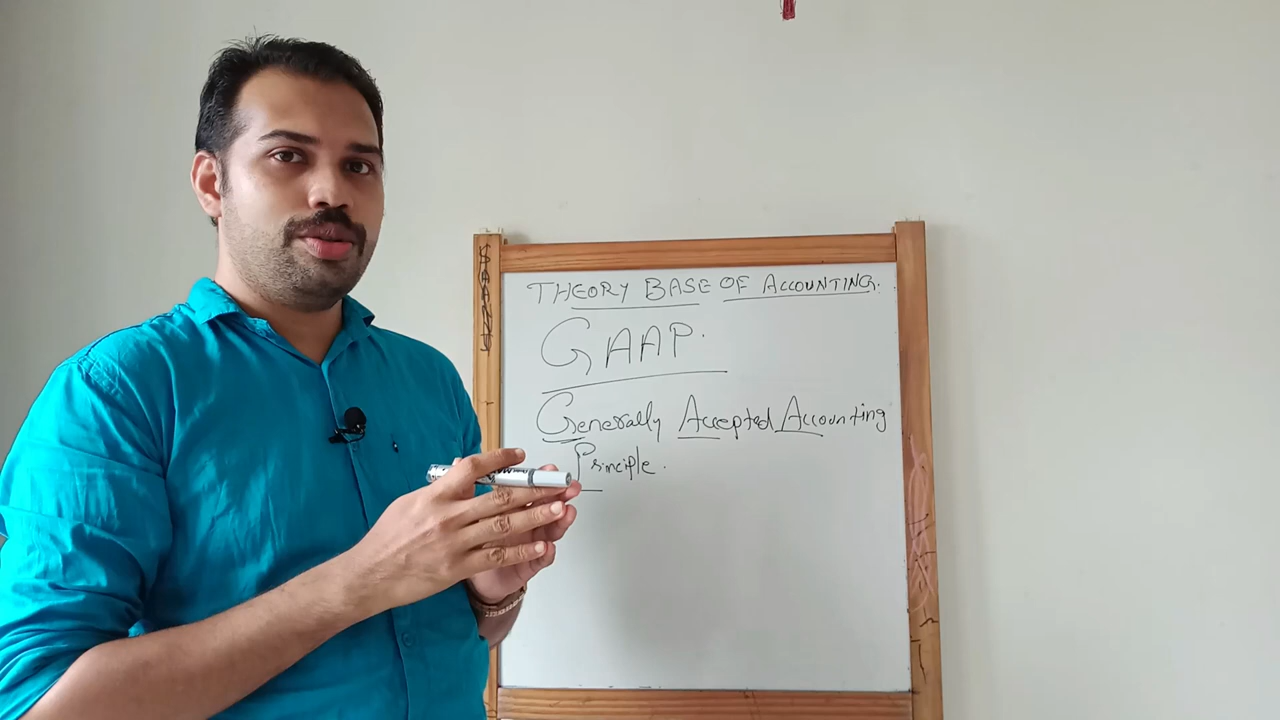 THEORY BASE OF ACCOUNTING.
GAAP.
Generally Accepted Accounting
Principle.